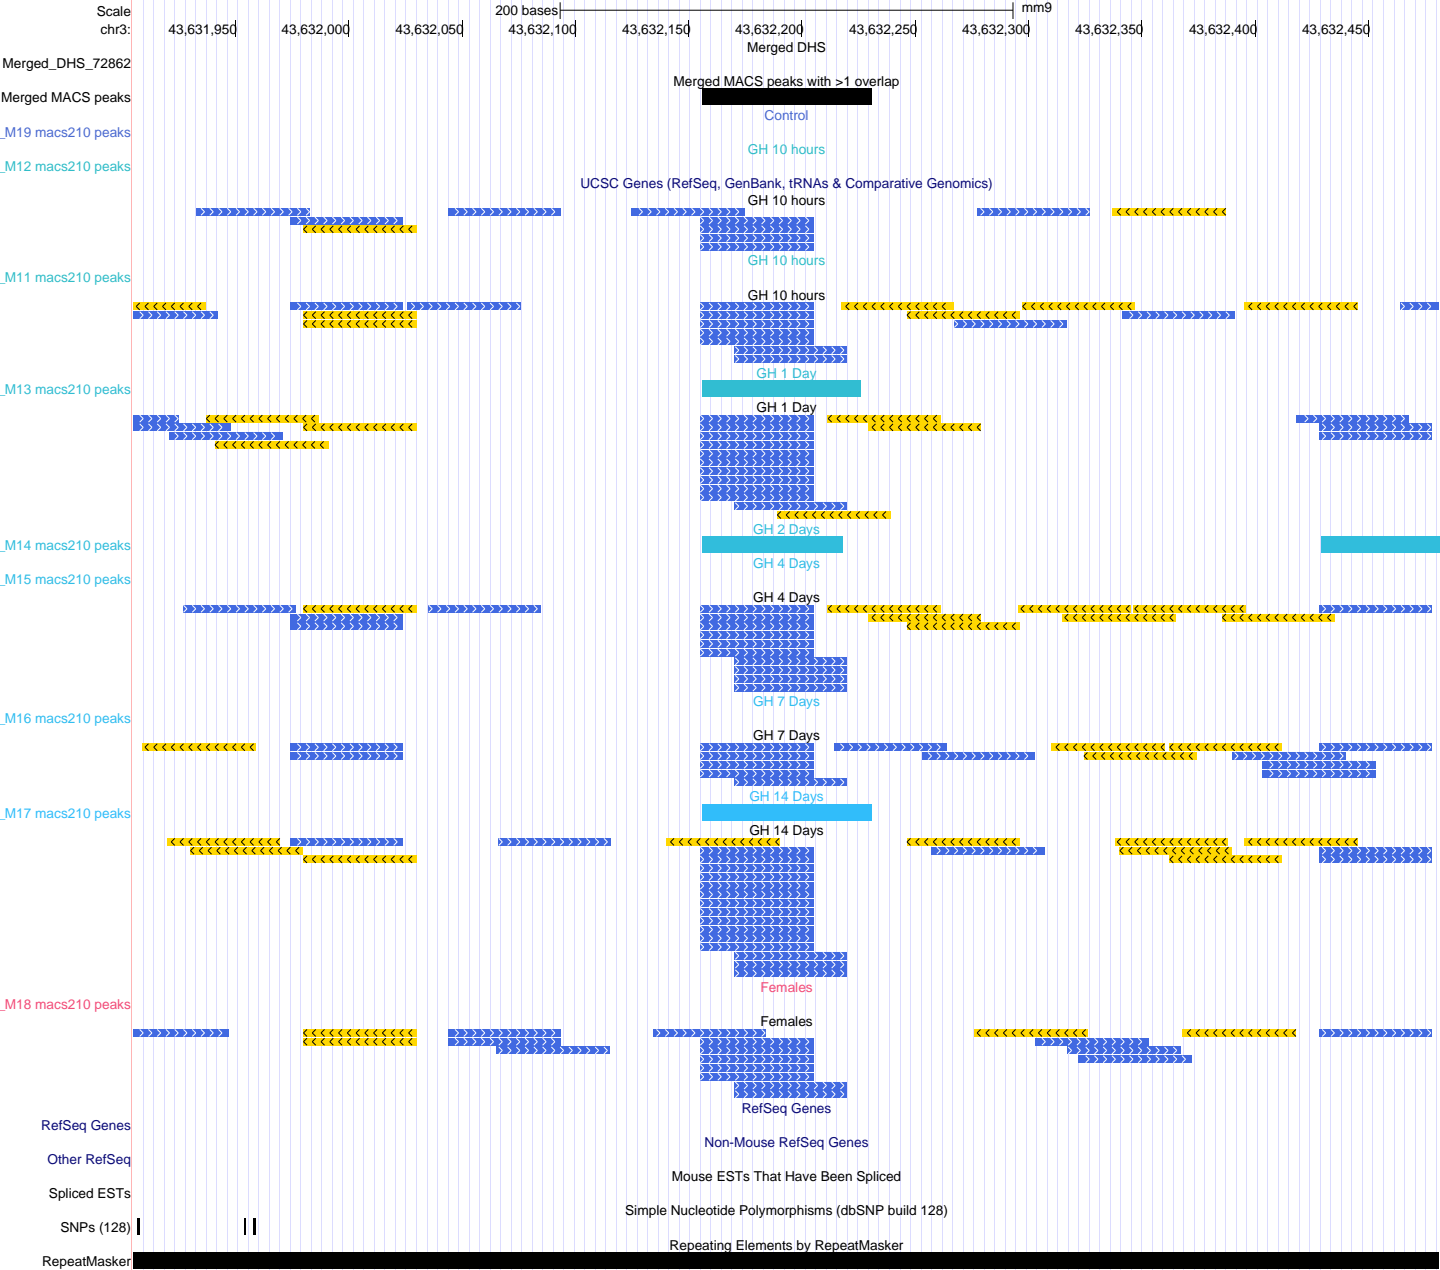 Scale 200 bases mm9
chr3: 43,631,950 43,632,000 43,632,050 43,632,100 43,632,150 43,632,200 43,632,250 43,632,300 43,632,350 43,632,400 43,632,450
Merged DHS
Merged_DHS_72862
Merged MACS peaks with >1 overlap
Merged MACS peaks
Control
_M19 macs210 peaks
GH 10 hours
_M12 macs210 peaks
UCSC Genes (RefSeq, GenBank, tRNAs & Comparative Genomics)
GH 10 hours
GH 10 hours
_M11 macs210 peaks
GH 10 hours
GH 1 Day
_M13 macs210 peaks
GH 1 Day
GH 2 Days
_M14 macs210 peaks
GH 4 Days
_M15 macs210 peaks
GH 4 Days
GH 7 Days
_M16 macs210 peaks
GH 7 Days
GH 14 Days
_M17 macs210 peaks
GH 14 Days
Females
_M18 macs210 peaks
Females
RefSeq Genes
RefSeq Genes
Non-Mouse RefSeq Genes
Other RefSeq
Mouse ESTs That Have Been Spliced
Spliced ESTs
Simple Nucleotide Polymorphisms (dbSNP build 128)
SNPs (128)
Repeating Elements by RepeatMasker
RepeatMasker